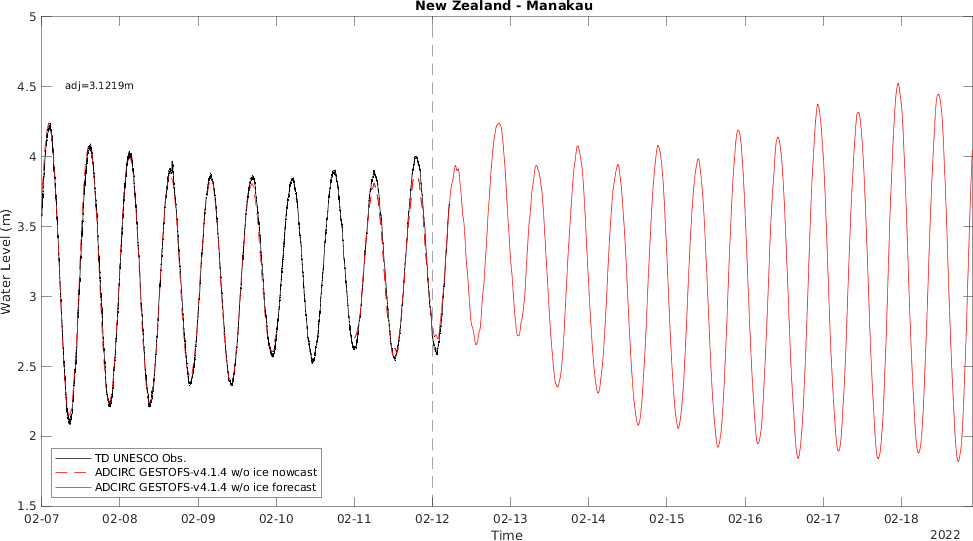 New Zealand - Manakau
5
4.5
4
3.5
3
2.5
2
1.5
Water Level (m)
adj=3.1219m
TD UNESCO Obs.
ADCIRC GESTOFS-v4.1.4 w/o ice nowcast
ADCIRC GESTOFS-v4.1.4 w/o ice forecast
02-07 02-08 02-09 02-10 02-11 02-12 02-13 02-14 02-15 02-16 02-17 02-18
Time
2022